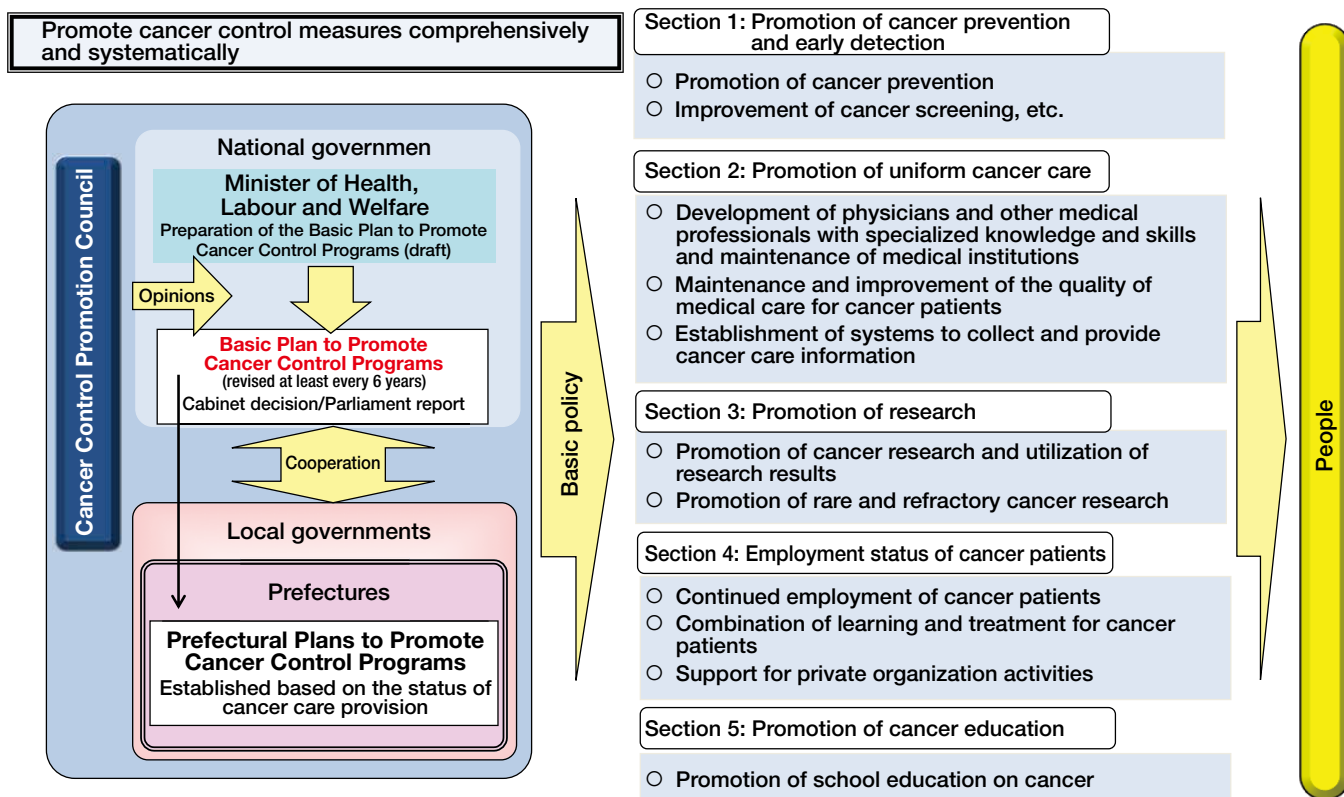 Promote cancer control measures comprehensively
and systematically
Cancer Control Promotion Council
National governmen
Minister of Health,
Labour and Welfare
Preparation of the Basic Plan to Promote
Cancer Control Programs (draft)
Opinions
Basic Plan to Promote
Cancer Control Programs
(revised at least every 6 years)
Cabinet decision/Parliament report
Cooperation
Local governments
Prefectures
Prefectural Plans to Promote
Cancer Control Programs
Established based on the status of
cancer care provision
Basic policy
Section 1: Promotion of cancer prevention
and early detection
○ Promotion of cancer prevention
○ Improvement of cancer screening, etc.
Section 2: Promotion of uniform cancer care
○ Development of physicians and other medical
professionals with specialized knowledge and skills
and maintenance of medical institutions
○ Maintenance and improvement of the quality of
medical care for cancer patients
○ Establishment of systems to collect and provide
cancer care information
Section 3: Promotion of research
○ Promotion of cancer research and utilization of
research results
○ Promotion of rare and refractory cancer research
Section 4: Employment status of cancer patients
○ Continued employment of cancer patients
○ Combination of learning and treatment for cancer
patients
○ Support for private organization activities
Section 5: Promotion of cancer education
○ Promotion of school education on cancer
People